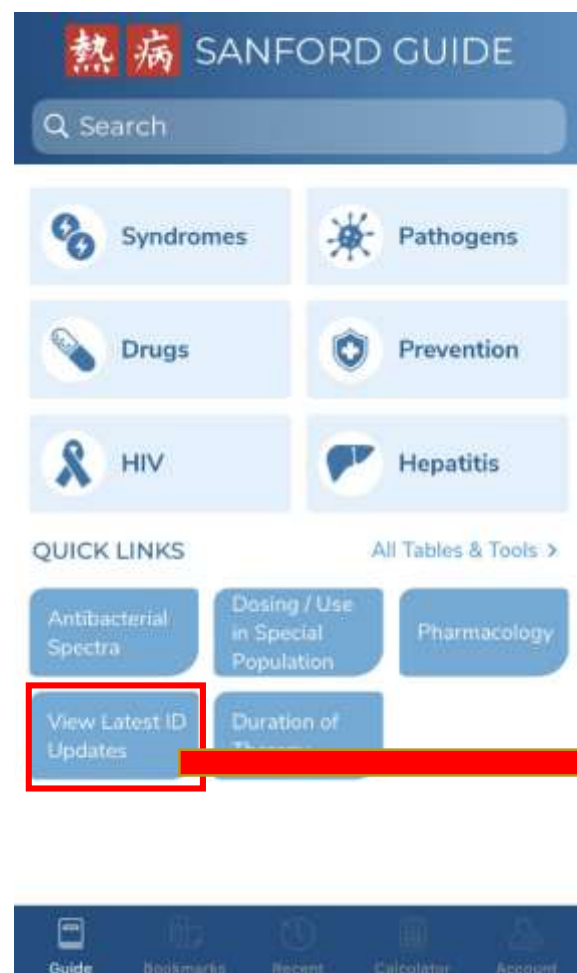 熱 病 SANFORD GUIDE
Search
Syndromes
Pathogens
Drugs
Prevention
HIV
Hepatitis
QUICK LINKS
All Tables & Tools >
Antibacterial
Spectra
Dosing / Use
in Special
Population
Pharmacology
View Latest ID
Updates
Duration of
Guide
Bookmarks
Recent
Calculator
Account